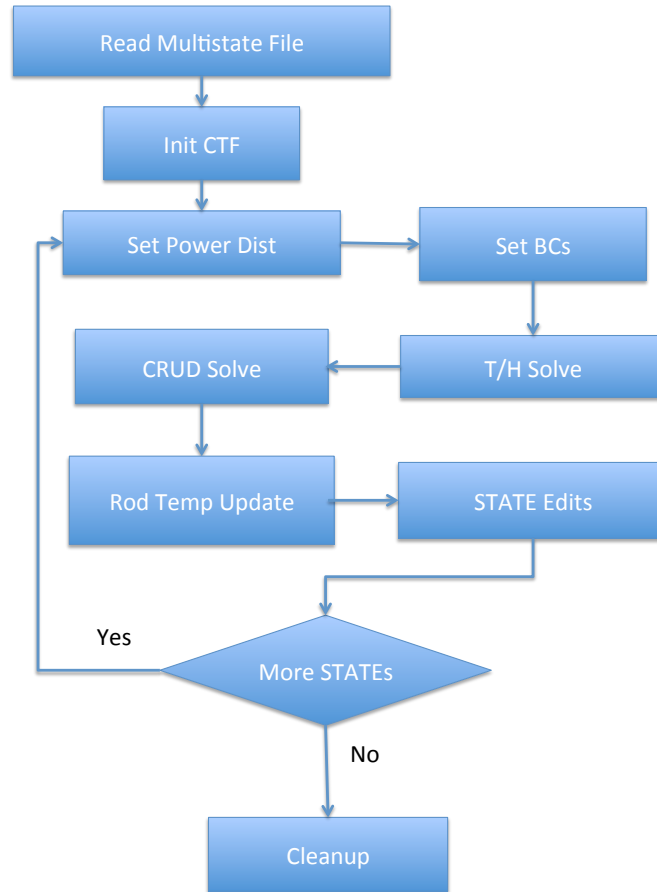 Read Multistate File
Init CTF
Set Power Dist
Set BCs
CRUD Solve
T/H Solve
Rod Temp Update
STATE Edits
Yes
More STATEs
No
Cleanup